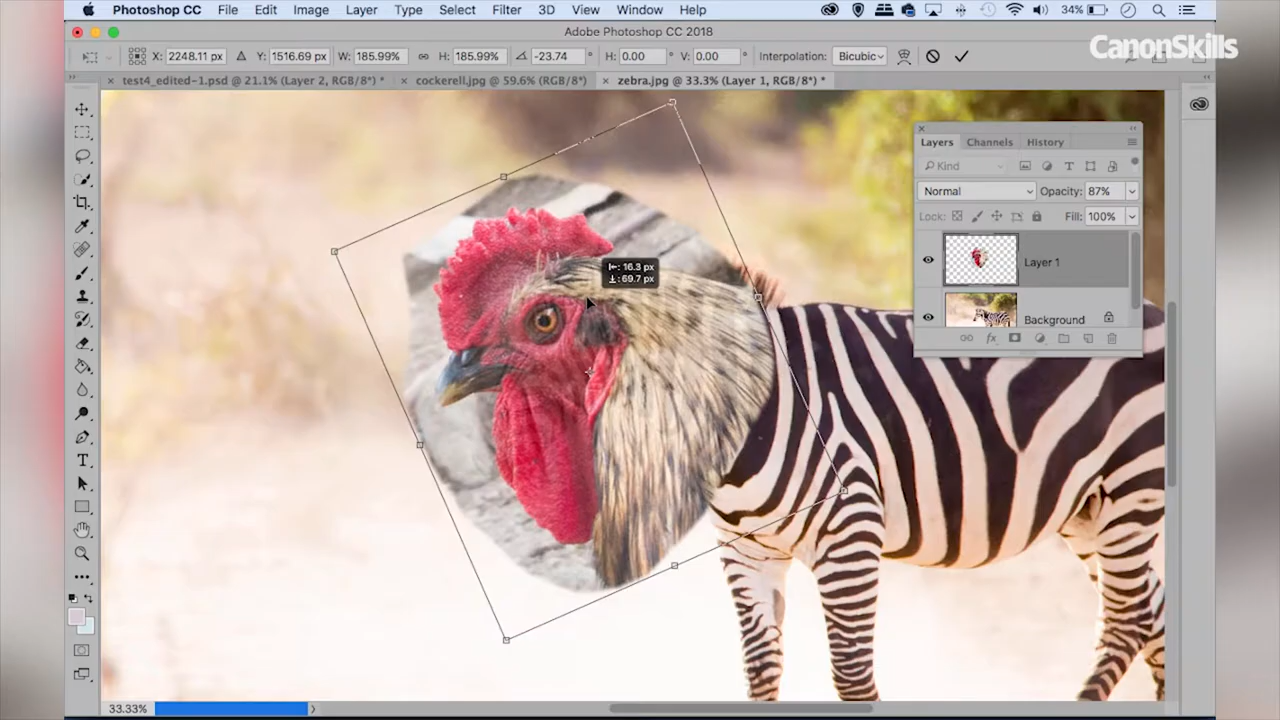 Photoshop CC File Edit Image Layer Type Select Filter 3D View Window Help 34%
Adobe Photoshop CC 2018
CanonSkills
X: 2248.11 px Y: 1516.69 px W: 185.99% H: 185.99% -23.74 ° H: 0.00 ° V: 0.00 ° Interpolation: Bicubic
× test4_edited-1.psd @ 21.1% (Layer 2, RGB/8*) * × cockerell.jpg @ 59.6% (RGB/8*) × zebra.jpg @ 33.3% (Layer 1, RGB/8*) *
Layers Channels History
Kind
Normal Opacity: 87%
Lock: Fill: 100%
Layer 1
16.3 px
69.7 px
Background
fx
33.33%